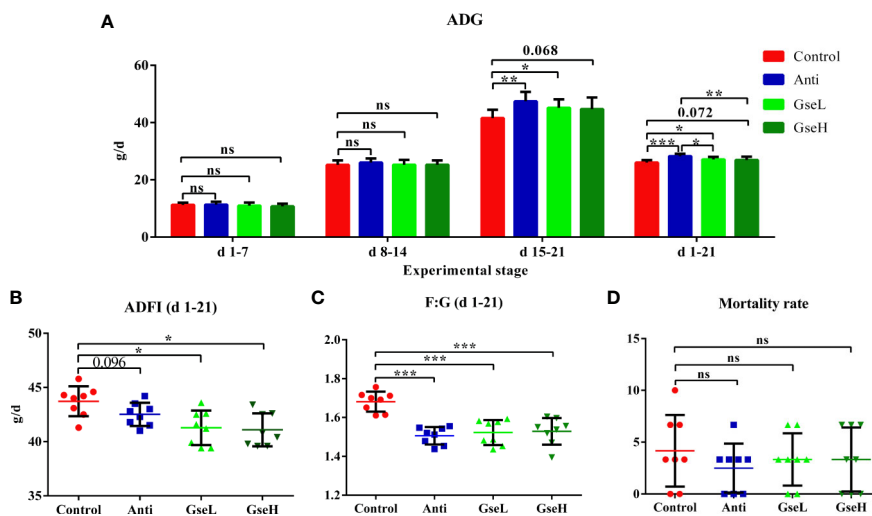 A
ADG
60
40
20
0
g/d
ns
ns
ns
ns
ns
ns
0.068
*
**
**
0.072
*
***
*
Control
Anti
GseL
GseH
d 1-7
d 8-14
d 15-21
d 1-21
Experimental stage
B
ADFI (d 1-21)
50
45
40
35
g/d
*
*
0.096
Control
Anti
GseL
GseH
C
F:G (d 1-21)
2.0
1.8
1.6
1.4
1.2
***
***
***
Control
Anti
GseL
GseH
D
Mortality rate
15
10
5
0
ns
ns
ns
Control
Anti
GseL
GseH